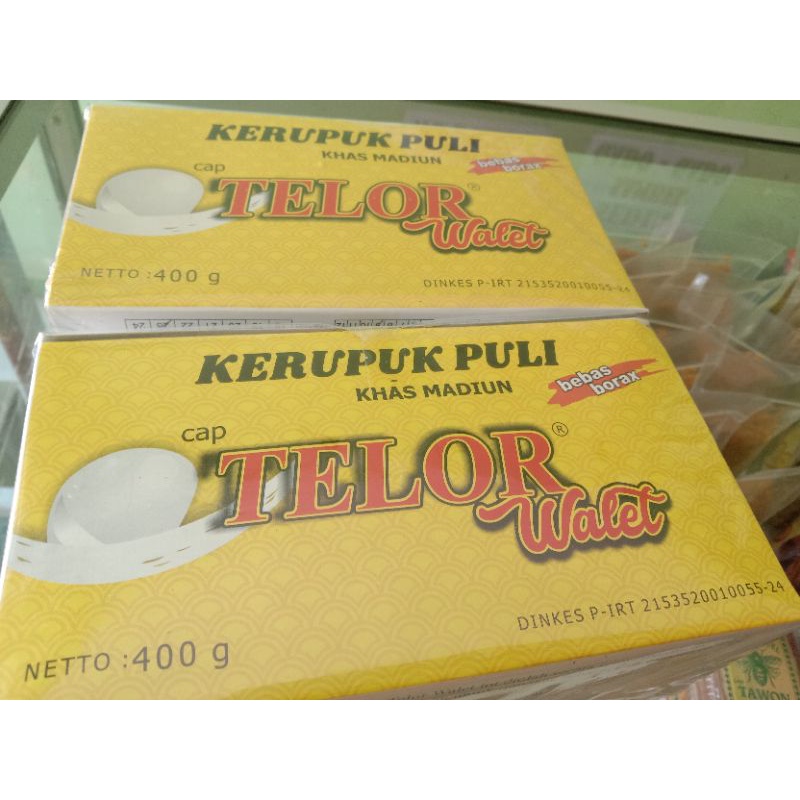 KERUPUK PULI
KHAS MADIUN
bebas
borax
cap
TELOR®
Walet
NETTO : 400 g
DINKES P-IRT 2153520010055-24
KERUPUK PULI
KHAS MADIUN
bebas
borax
cap
TELOR®
Walet
NETTO : 400 g
DINKES P-IRT 2153520010055-24
TAWON